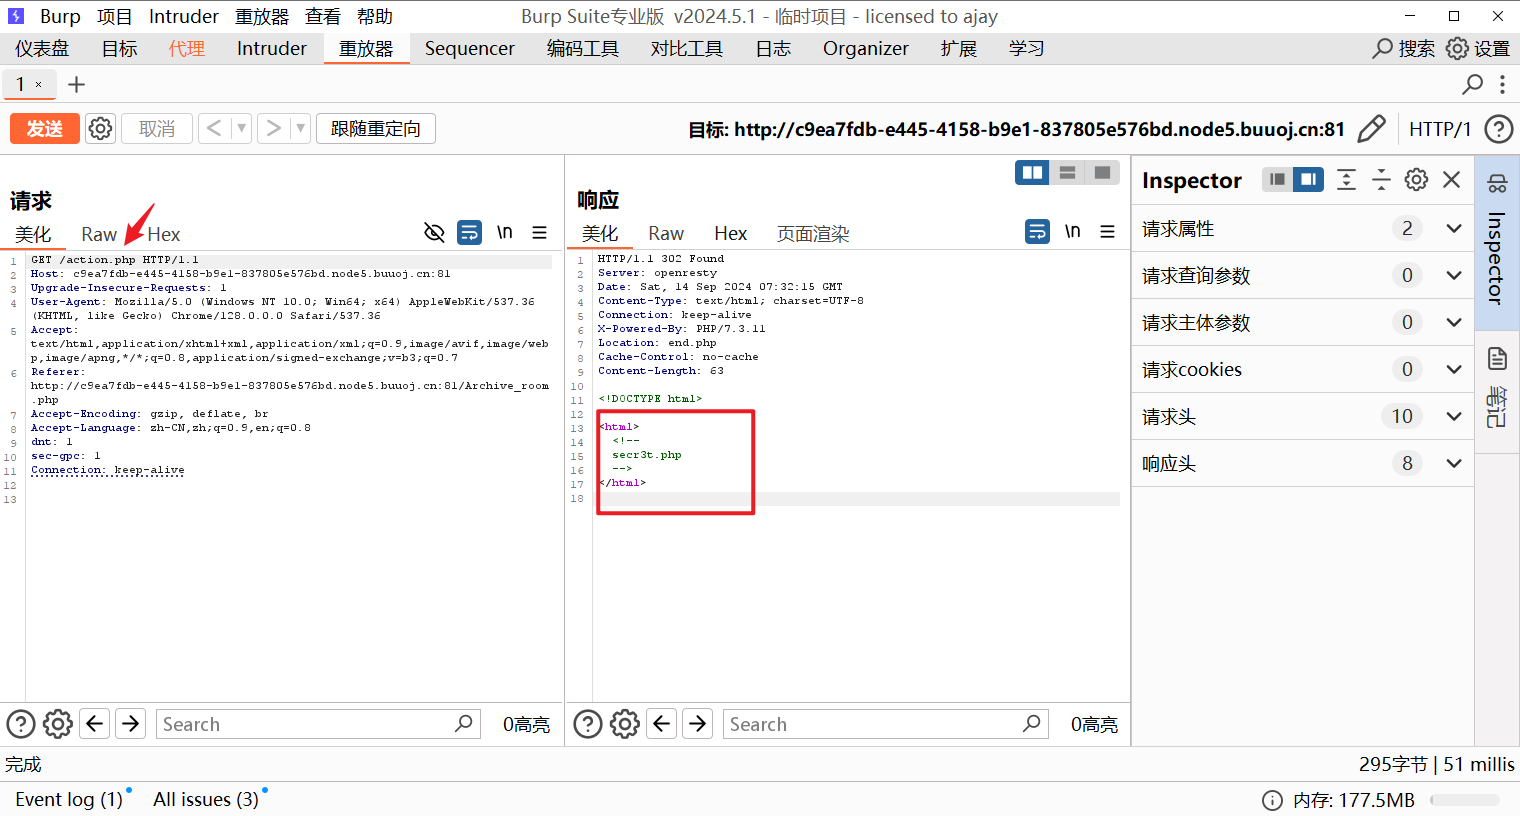 Burp 项目 Intruder 重放器 查看 帮助 Burp Suite专业版 v2024.5.1 - 临时项目 - licensed to ajay
仪表盘 目标 代理 Intruder 重放器 Sequencer 编码工具 对比工具 日志 Organizer 扩展 学习 搜索 设置
1 × +
发送 取消 < > 跟随重定向 目标: http://c9ea7fdb-e445-4158-b9e1-837805e576bd.node5.buuoj.cn:81 HTTP/1 ?
请求
美化 Raw Hex \n
1 GET /action.php HTTP/1.1
2 Host: c9ea7fdb-e445-4158-b9e1-837805e576bd.node5.buuoj.cn:81
3 Upgrade-Insecure-Requests: 1
4 User-Agent: Mozilla/5.0 (Windows NT 10.0; Win64; x64) AppleWebKit/537.36
(KHTML, like Gecko) Chrome/128.0.0.0 Safari/537.36
5 Accept:
text/html,application/xhtml+xml,application/xml;q=0.9,image/avif,image/web
p,image/apng,*/*;q=0.8,application/signed-exchange;v=b3;q=0.7
6 Referer:
http://c9ea7fdb-e445-4158-b9e1-837805e576bd.node5.buuoj.cn:81/Archive_room
.php
7 Accept-Encoding: gzip, deflate, br
8 Accept-Language: zh-CN,zh;q=0.9,en;q=0.8
9 dnt: 1
10 sec-gpc: 1
11 Connection: keep-alive
12
13
? Search 0高亮
响应
美化 Raw Hex 页面渲染 \n
1 HTTP/1.1 302 Found
2 Server: openresty
3 Date: Sat, 14 Sep 2024 07:32:15 GMT
4 Content-Type: text/html; charset=UTF-8
5 Connection: keep-alive
6 X-Powered-By: PHP/7.3.11
7 Location: end.php
8 Cache-Control: no-cache
9 Content-Length: 63
10
11 <!DOCTYPE html>
12
13 <html>
14 <!--
15 secr3t.php
16 -->
17 </html>
18
? Search 0高亮
Inspector
请求属性 2
请求查询参数 0
请求主体参数 0
请求cookies 0
请求头 10
响应头 8
Inspector
笔记
完成 295字节 | 51 millis
Event log (1) All issues (3) 内存: 177.5MB